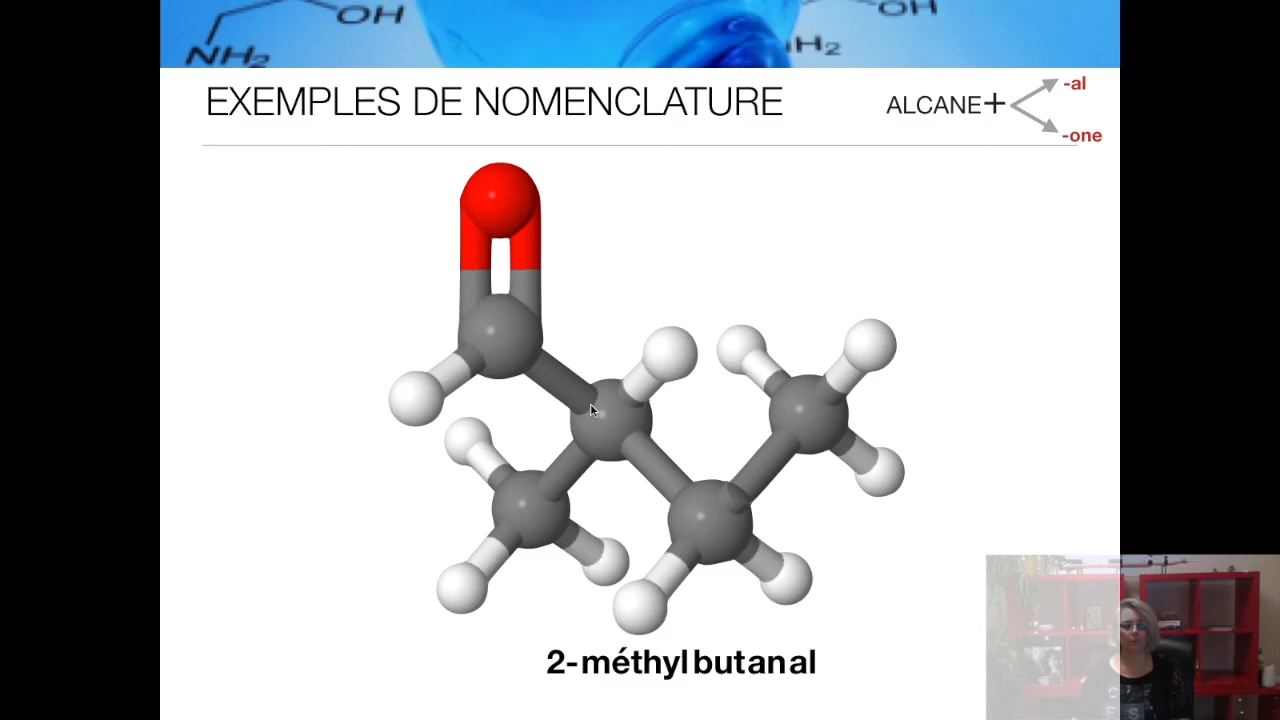 OH
NH₂
OH
H₂
EXEMPLES DE NOMENCLATURE
ALCANE+
-al
-one
2-méthylbutanal